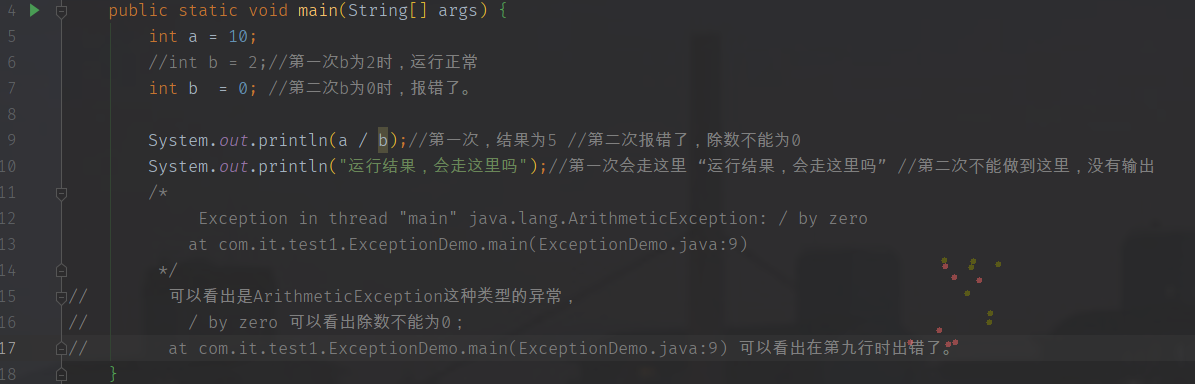 4 public static void main(String[] args) {
5 int a = 10;
6 //int b = 2;//第一次b为2时，运行正常
7 int b  = 0; //第二次b为0时，报错了。
8
9 System.out.println(a / b);//第一次，结果为5 //第二次报错了，除数不能为0
10 System.out.println("运行结果，会走这里吗");//第一次会走这里 “运行结果，会走这里吗” //第二次不能做到这里，没有输出
11 /*
12 Exception in thread "main" java.lang.ArithmeticException: / by zero
13 at com.it.test1.ExceptionDemo.main(ExceptionDemo.java:9)
14 */
15 // 可以看出是ArithmeticException这种类型的异常，
16 // / by zero 可以看出除数不能为0；
17 // at com.it.test1.ExceptionDemo.main(ExceptionDemo.java:9) 可以看出在第九行时出错了。
18 }